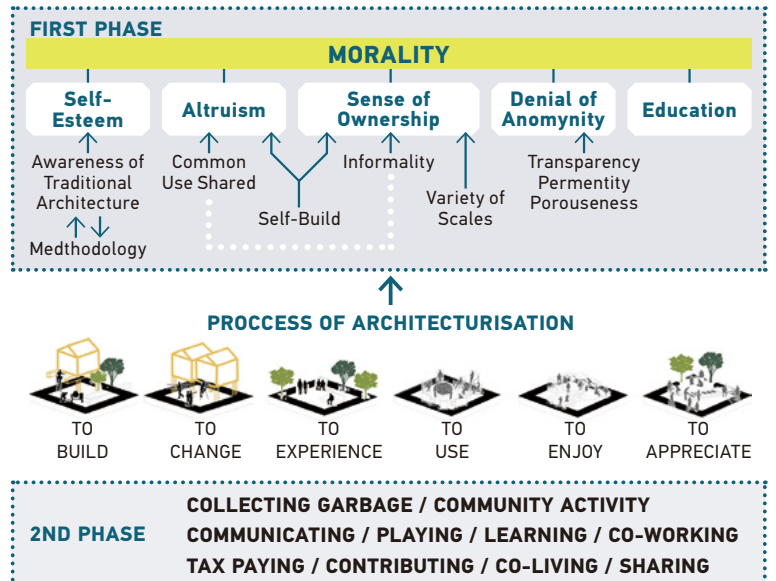 FIRST PHASE
MORALITY
Self-
Esteem
Altruism
Sense of
Ownership
Denial of
Anomynity
Education
Awareness of
Traditional
Architecture
Medthodology
Common
Use Shared
Self-Build
Informality
Variety of
Scales
Transparency
Permentity
Porouseness
PROCCESS OF ARCHITECTURISATION
TO
BUILD
TO
CHANGE
TO
EXPERIENCE
TO
USE
TO
ENJOY
TO
APPRECIATE
2ND PHASE
COLLECTING GARBAGE / COMMUNITY ACTIVITY
COMMUNICATING / PLAYING / LEARNING / CO-WORKING
TAX PAYING / CONTRIBUTING / CO-LIVING / SHARING